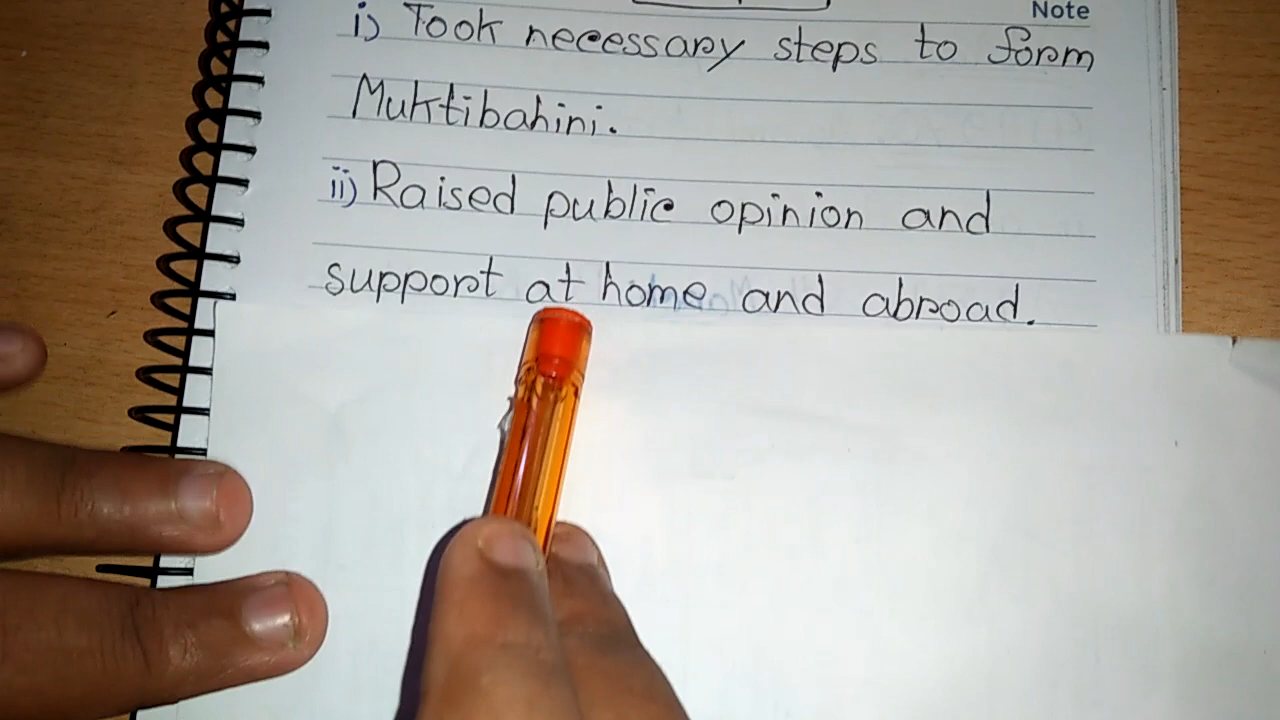 Note
i) Took necessary steps to form
Muktibahini.
ii) Raised public opinion and
support at home and abroad.